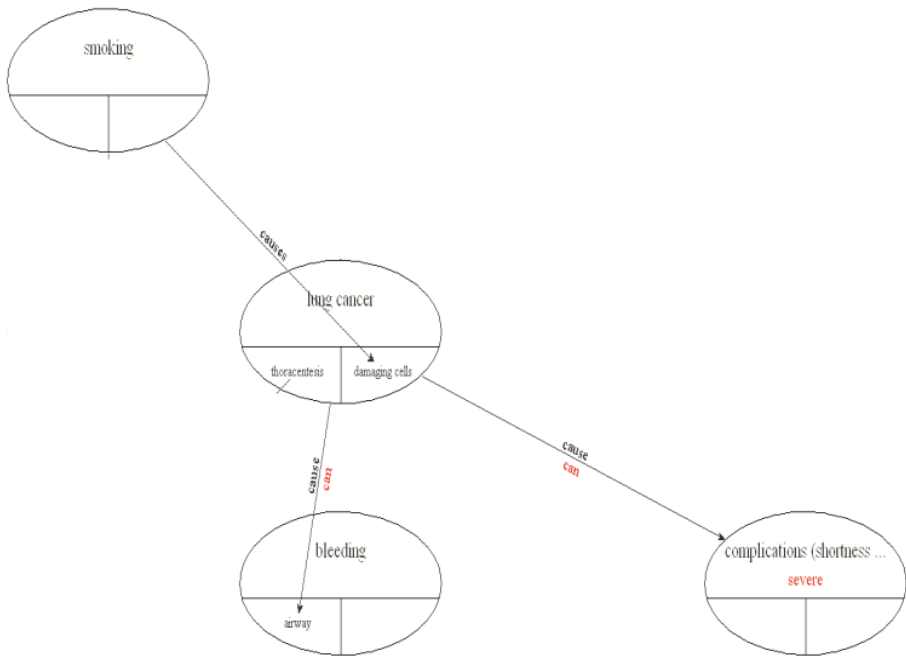 smoking
causes
lung cancer
thoracentesis
damaging cells
cause
can
cause
can
bleeding
airway
complications (shortness ...
severe